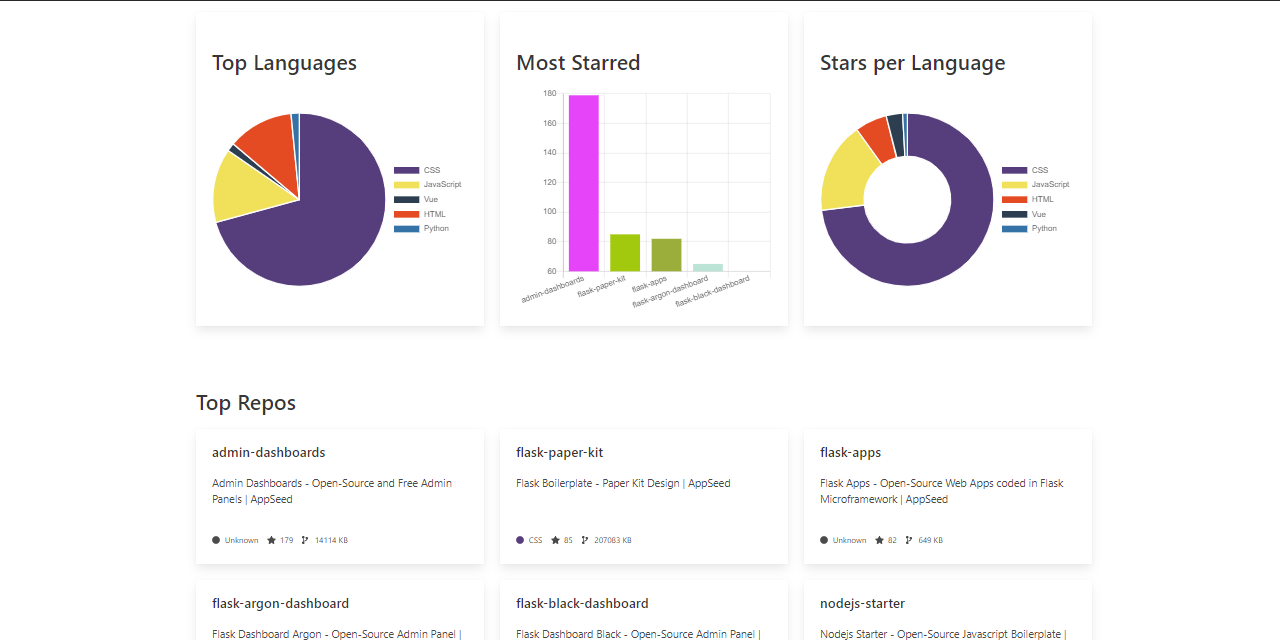 Top Languages
CSS
JavaScript
Vue
HTML
Python
Most Starred
180
160
140
120
100
80
60
admin-dashboards
flask-paper-kit
flask-apps
flask-argon-dashboard
flask-black-dashboard
Stars per Language
CSS
JavaScript
HTML
Vue
Python
Top Repos
admin-dashboards
Admin Dashboards - Open-Source and Free Admin
Panels | AppSeed
Unknown 179 14114 KB
flask-paper-kit
Flask Boilerplate - Paper Kit Design | AppSeed
CSS 85 207083 KB
flask-apps
Flask Apps - Open-Source Web Apps coded in Flask
Microframework | AppSeed
Unknown 82 649 KB
flask-argon-dashboard
Flask Dashboard Argon - Open-Source Admin Panel |
flask-black-dashboard
Flask Dashboard Black - Open-Source Admin Panel |
nodejs-starter
Nodejs Starter - Open-Source Javascript Boilerplate |